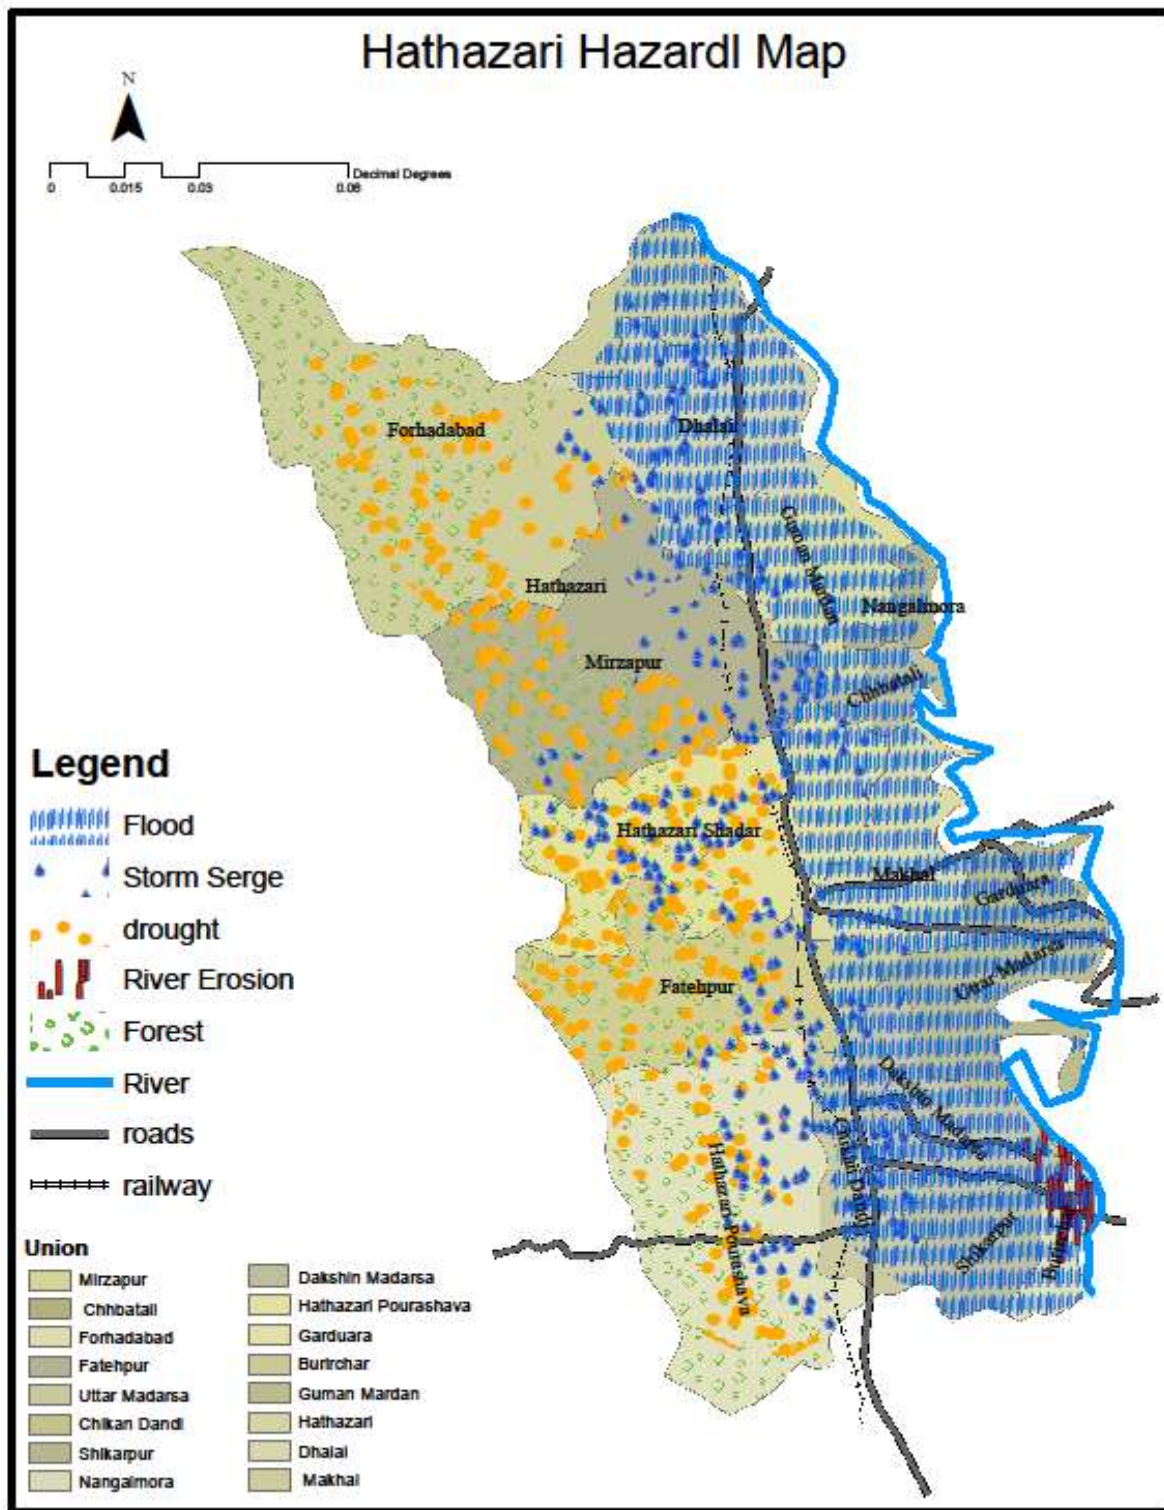 Hathazari Hazardl Map
N
Decimal Degrees
0 0.015 0.03 0.06
Forhadabad
Dhalai
Guman Mardan
Hathazari
Nangalmora
Mirzapur
Chhbatali
Hathazari Shadar
Makhal
Garduara
Uttar Madarsa
Fatehpur
Dakshin Madarsa
Chikan Dandi
Hathazari Pourashava
Shikarpur
Burirchar
Legend
Flood
Storm Serge
drought
River Erosion
Forest
River
roads
railway
Union
Mirzapur
Chhbatali
Forhadabad
Fatehpur
Uttar Madarsa
Chikan Dandi
Shikarpur
Nangalmora
Dakshin Madarsa
Hathazari Pourashava
Garduara
Burirchar
Guman Mardan
Hathazari
Dhalai
Makhal